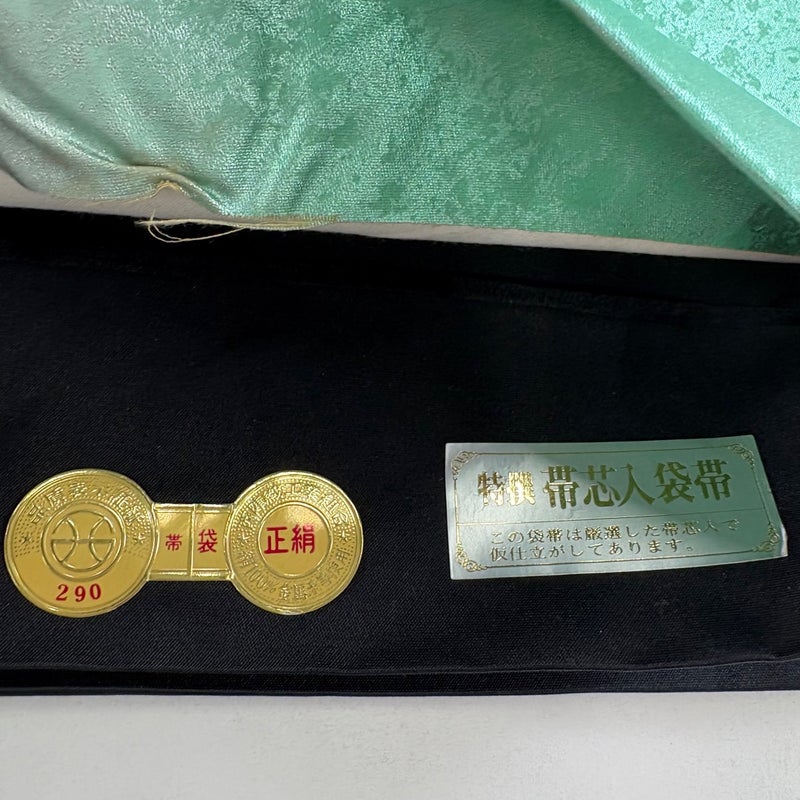 290
帯袋
正絹
特撰 帯芯入袋帯
この袋帯は厳選した帯芯入で
仮仕立がしてあります。